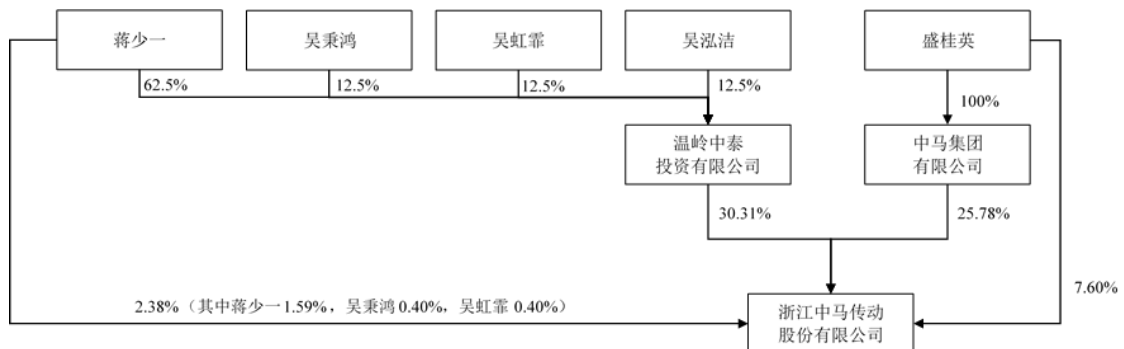 蒋少一
吴秉鸿
吴虹霏
吴泓洁
盛桂英
62.5%
12.5%
12.5%
12.5%
100%
温岭中泰
投资有限公司
中马集团
有限公司
30.31%
25.78%
7.60%
2.38%（其中蒋少一1.59%，吴秉鸿0.40%，吴虹霏0.40%）
浙江中马传动
股份有限公司